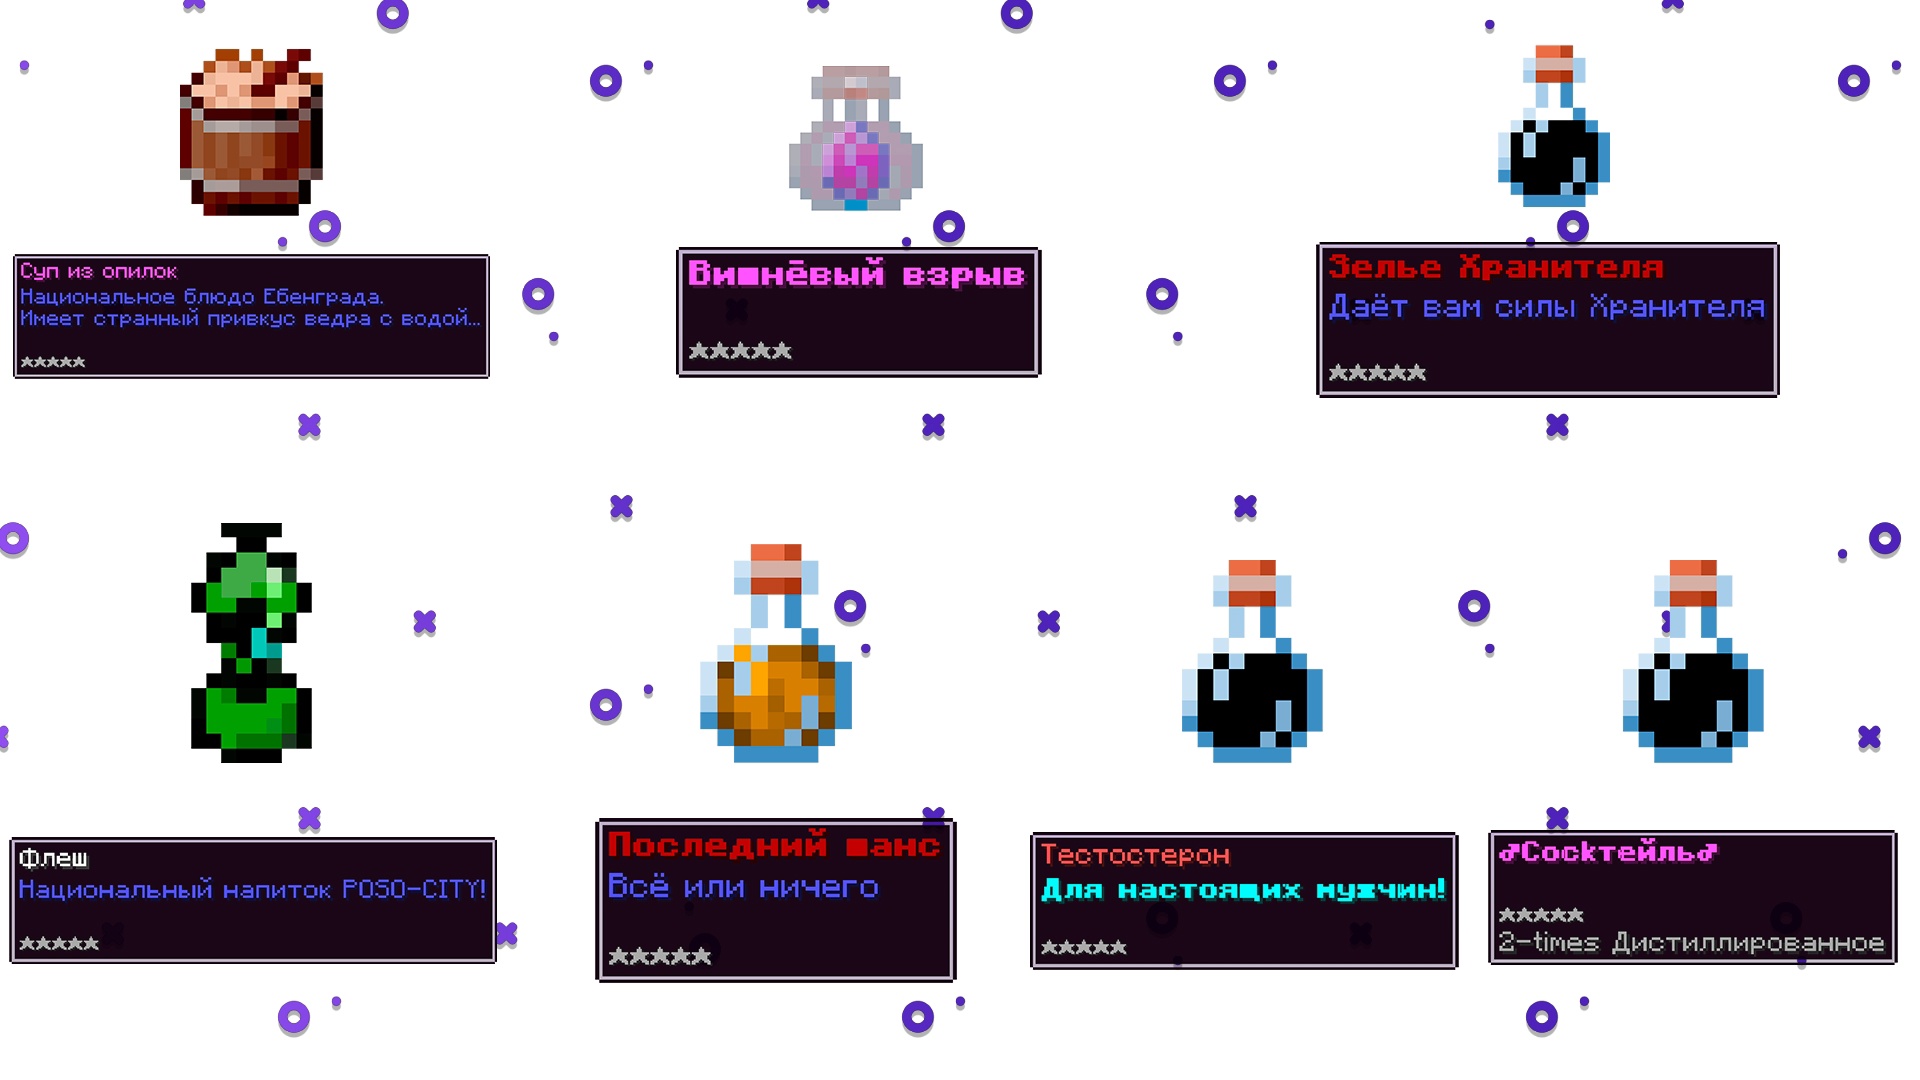 Суп из опилок
Национальное блюдо Ебенграда.
Имеет странный привкус ведра с водой...
★★★★★
Вишнёвый взрыв
★★★★★
Зелье Хранителя
Даёт вам силы Хранителя
★★★★★
Флеш
Национальный напиток POSO-CITY!
★★★★★
Последний шанс
Всё или ничего
★★★★★
Тестостерон
Для настоящих мужчин!
★★★★★
♂Cockтейль♂
★★★★★
2-times Дистиллированное